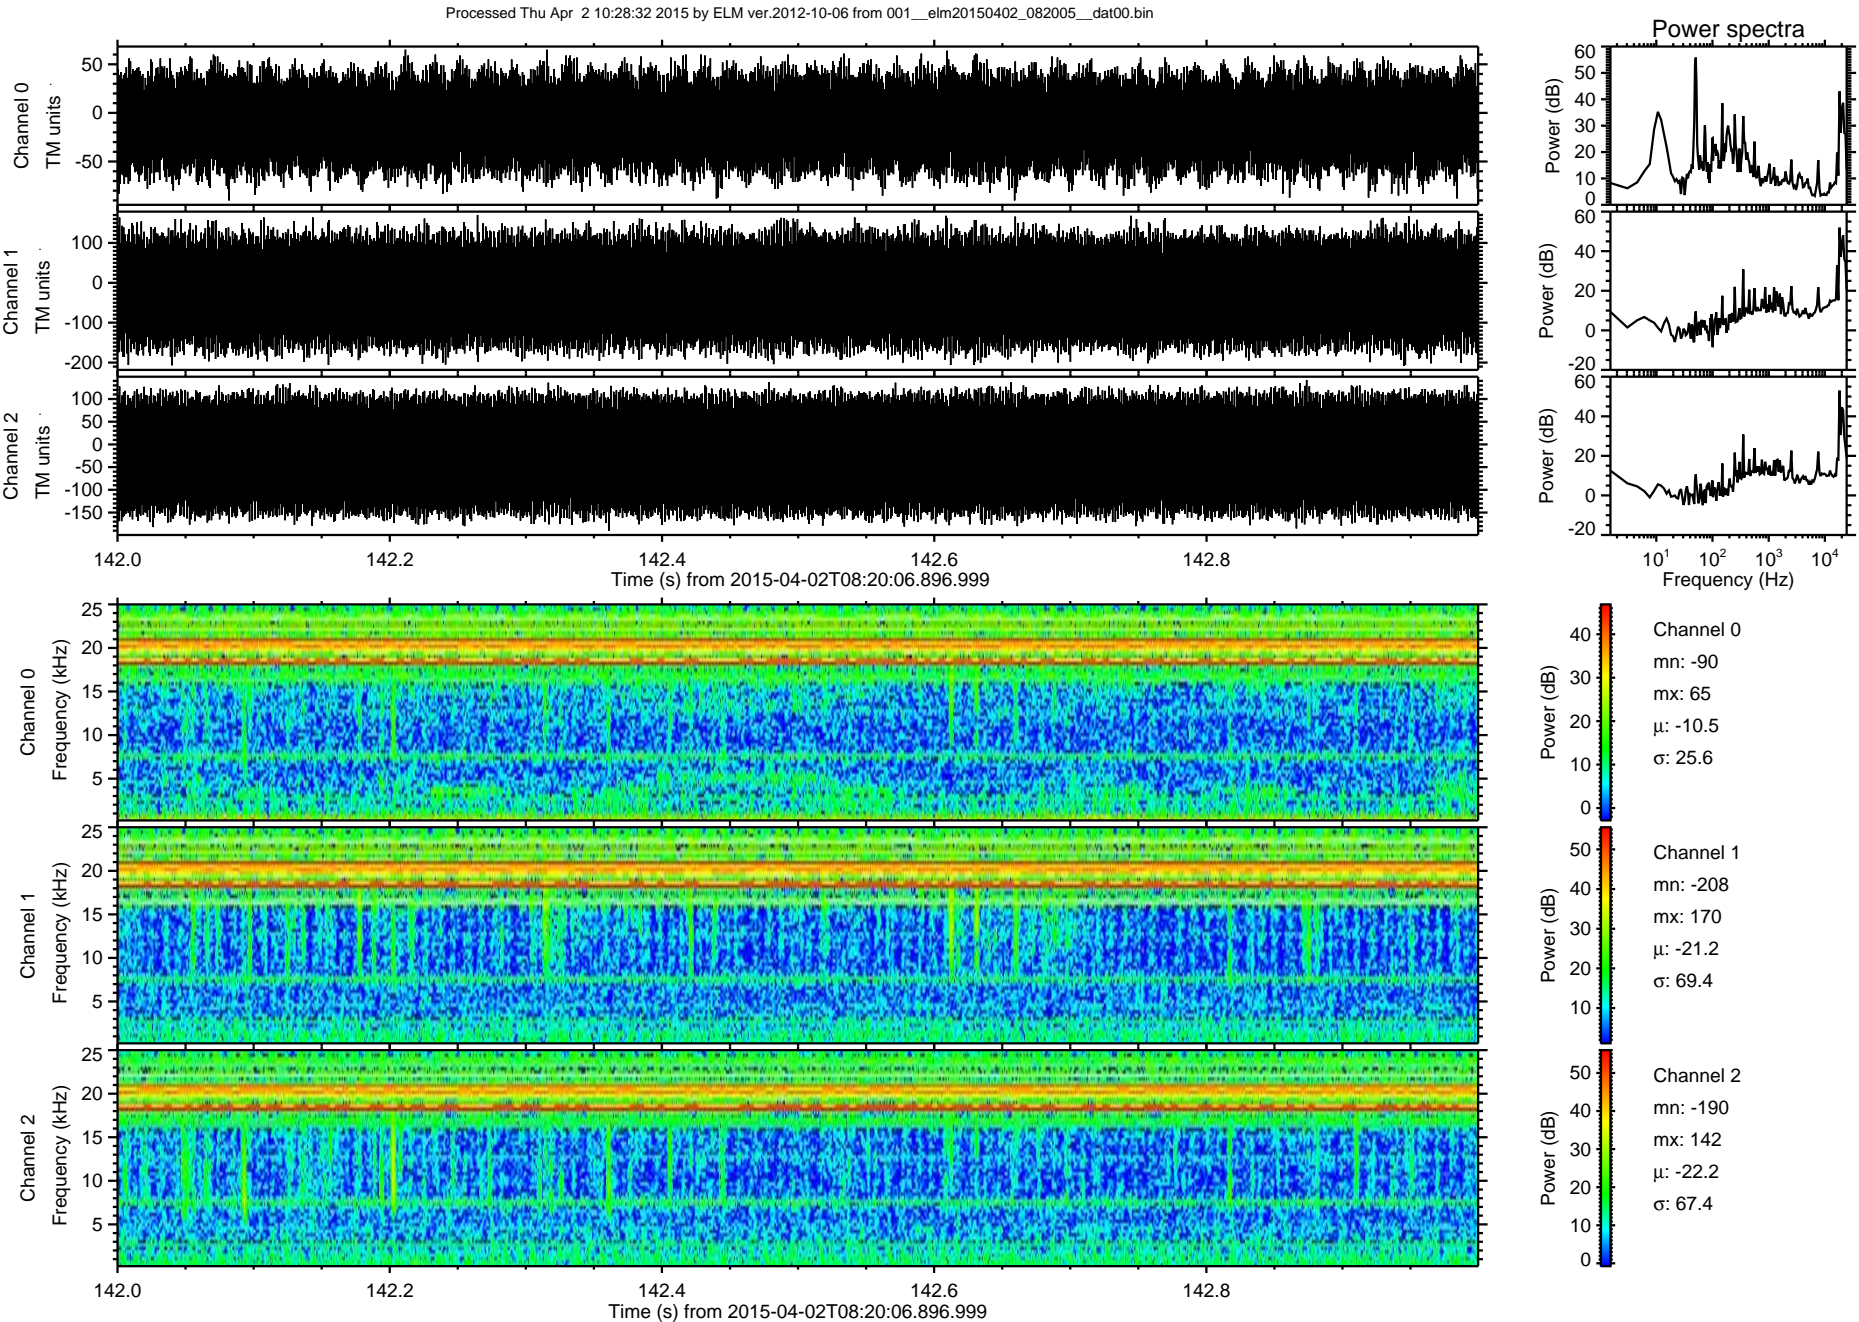 Processed Thu Apr  2 10:28:32 2015 by ELM ver.2012-10-06 from 001__elm20150402_082005__dat00.bin
Power spectra
Channel 0
TM units
50
0
-50
Power (dB)
60
50
40
30
20
10
0
Channel 1
TM units
100
0
-100
-200
Power (dB)
60
40
20
0
-20
Channel 2
TM units
100
50
0
-50
-100
-150
Power (dB)
60
40
20
0
-20
142.0 142.2 142.4 142.6 142.8
Time (s) from 2015-04-02T08:20:06.896.999
10^1 10^2 10^3 10^4
Frequency (Hz)
Channel 0
Frequency (kHz)
25
20
15
10
5
Power (dB)
40
30
20
10
0
Channel 0
mn: -90
mx: 65
μ: -10.5
σ: 25.6
Channel 1
Frequency (kHz)
25
20
15
10
5
Power (dB)
50
40
30
20
10
Channel 1
mn: -208
mx: 170
μ: -21.2
σ: 69.4
Channel 2
Frequency (kHz)
25
20
15
10
5
Power (dB)
50
40
30
20
10
0
Channel 2
mn: -190
mx: 142
μ: -22.2
σ: 67.4
142.0 142.2 142.4 142.6 142.8
Time (s) from 2015-04-02T08:20:06.896.999